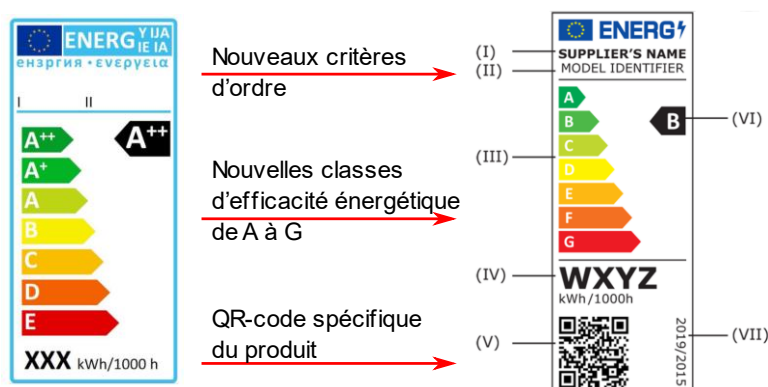 ENERG Y IJA
IE IA
енергия · ενεργεια
I II
A++
A+
A
B
C
D
E
A++
XXX kWh/1000 h
Nouveaux critères
d'ordre
Nouvelles classes
d'efficacité énergétique
de A à G
QR-code spécifique
du produit
(I)
(II)
(III)
(IV)
(V)
ENERG
SUPPLIER'S NAME
MODEL IDENTIFIER
A
B
C
D
E
F
G
B
WXYZ
kWh/1000h
2019/2015
(VI)
(VII)